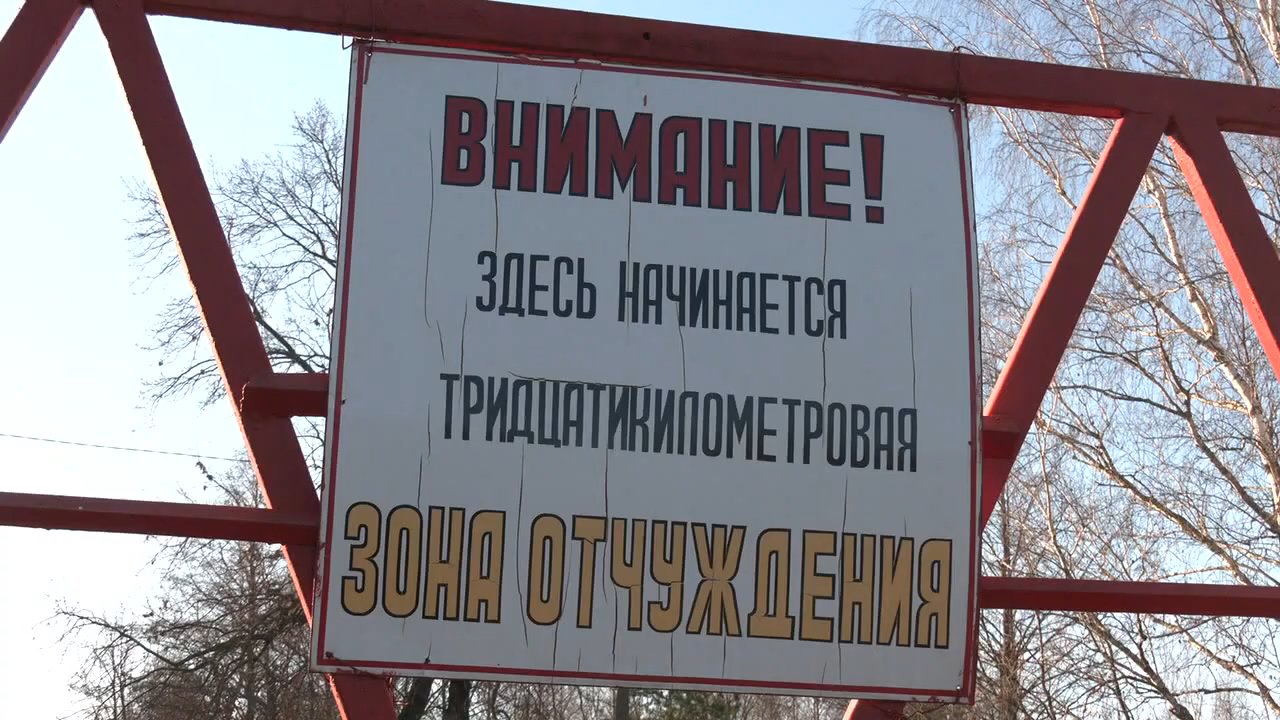 ВНИМАНИЕ!
ЗДЕСЬ НАЧИНАЕТСЯ
ТРИДЦАТИКИЛОМЕТРОВАЯ
ЗОНА ОТЧУЖДЕНИЯ